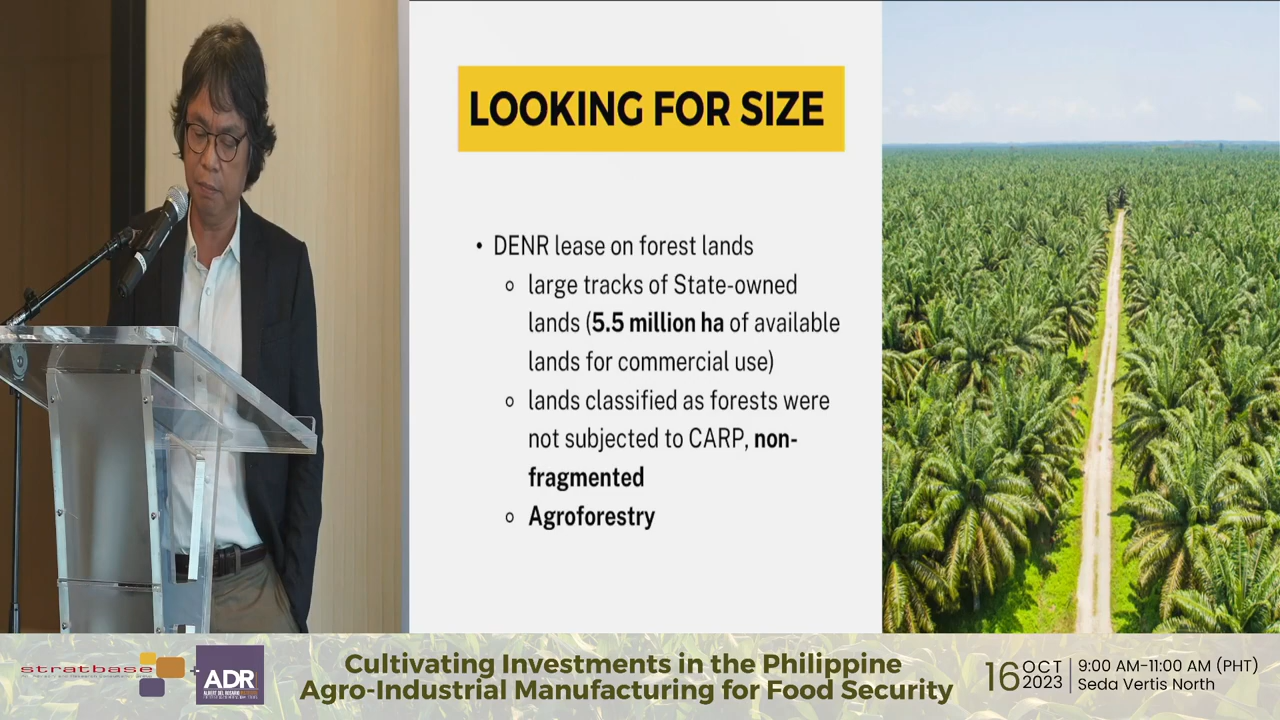 LOOKING FOR SIZE
• DENR lease on forest lands
○ large tracks of State-owned
lands (5.5 million ha of available
lands for commercial use)
○ lands classified as forests were
not subjected to CARP, non-
fragmented
○ Agroforestry
stratbase
ADR
Cultivating Investments in the Philippine
Agro-Industrial Manufacturing for Food Security
16 OCT 2023
9:00 AM-11:00 AM (PHT)
Seda Vertis North